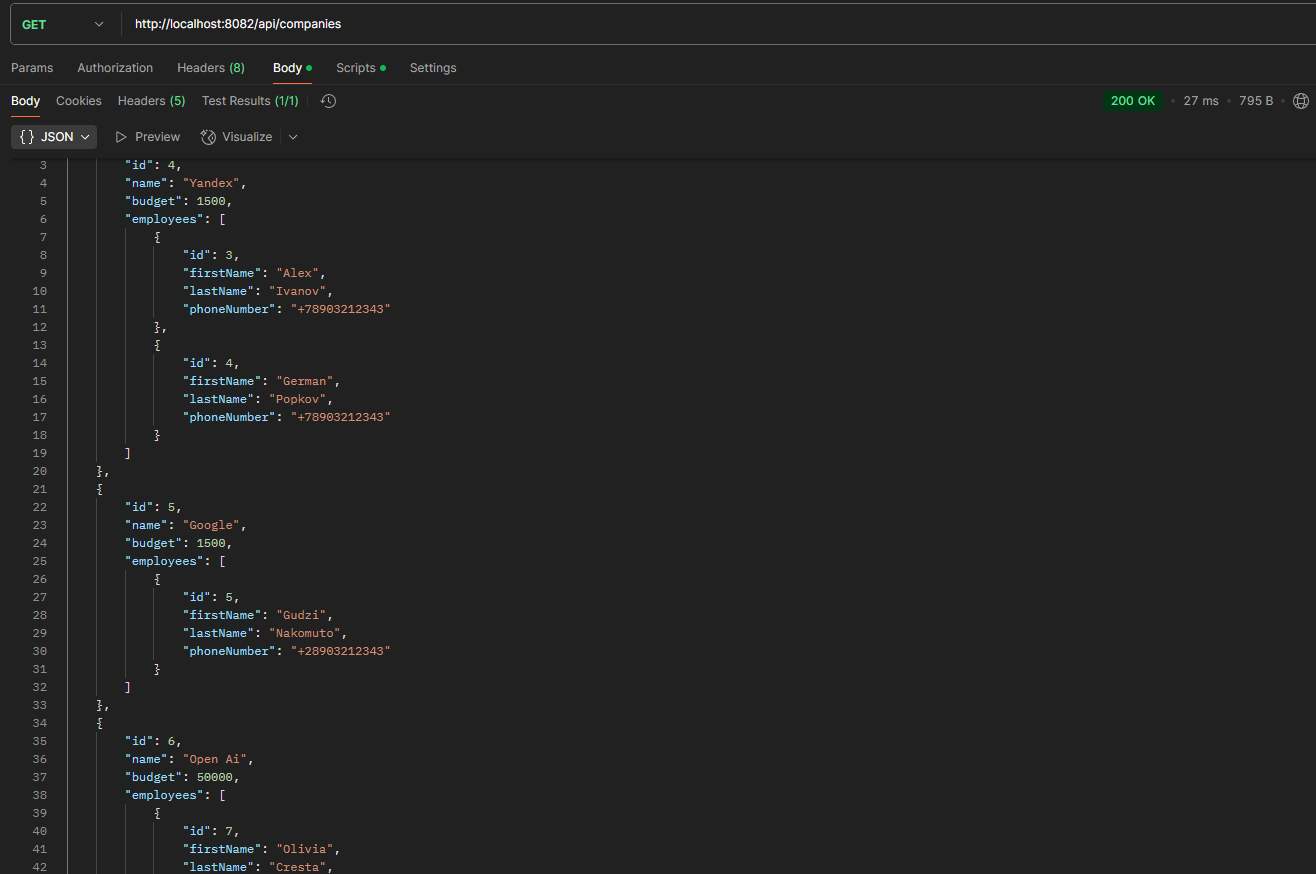 GET http://localhost:8082/api/companies
Params Authorization Headers (8) Body Scripts Settings
Body Cookies Headers (5) Test Results (1/1) 200 OK • 27 ms • 795 B •
{ } JSON Preview Visualize
3 "id": 4,
4 "name": "Yandex",
5 "budget": 1500,
6 "employees": [
7 {
8 "id": 3,
9 "firstName": "Alex",
10 "lastName": "Ivanov",
11 "phoneNumber": "+78903212343"
12 },
13 {
14 "id": 4,
15 "firstName": "German",
16 "lastName": "Popkov",
17 "phoneNumber": "+78903212343"
18 }
19 ]
20 },
21 {
22 "id": 5,
23 "name": "Google",
24 "budget": 1500,
25 "employees": [
26 {
27 "id": 5,
28 "firstName": "Gudzi",
29 "lastName": "Nakomuto",
30 "phoneNumber": "+28903212343"
31 }
32 ]
33 },
34 {
35 "id": 6,
36 "name": "Open Ai",
37 "budget": 50000,
38 "employees": [
39 {
40 "id": 7,
41 "firstName": "Olivia",
42 "lastName": "Cresta",